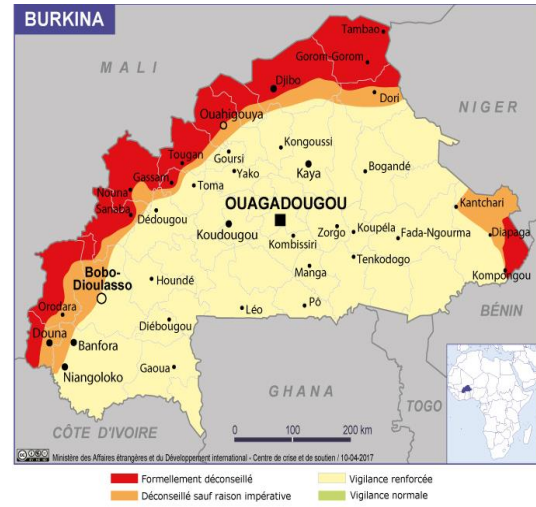 BURKINA
Tambao
MALI
Gorom-Gorom
Djibo
Dori
NIGER
Ouahigouya
Kongoussi
Tougan
Goursi
Bogandé
Gassam
Yako
Kaya
Nouna
Toma
Kantchari
Sanaba
OUAGADOUGOU
Dédougou
Koudougou
Zorgo
Koupéla
Diapaga
Kombissiri
Fada-Ngourma
Bobo-
Dioulasso
Tenkodogo
Manga
Kompongou
Houndé
Orodara
Léo
Pô
BÉNIN
Diébougou
Douna
Banfora
Niangoloko
Gaoua
GHANA
TOGO
CÔTE D'IVOIRE
0 100 200 km
Ministère des Affaires étrangères et du Développement international - Centre de crise et de soutien / 10-04-2017
Formellement déconseillé
Vigilance renforcée
Déconseillé sauf raison impérative
Vigilance normale